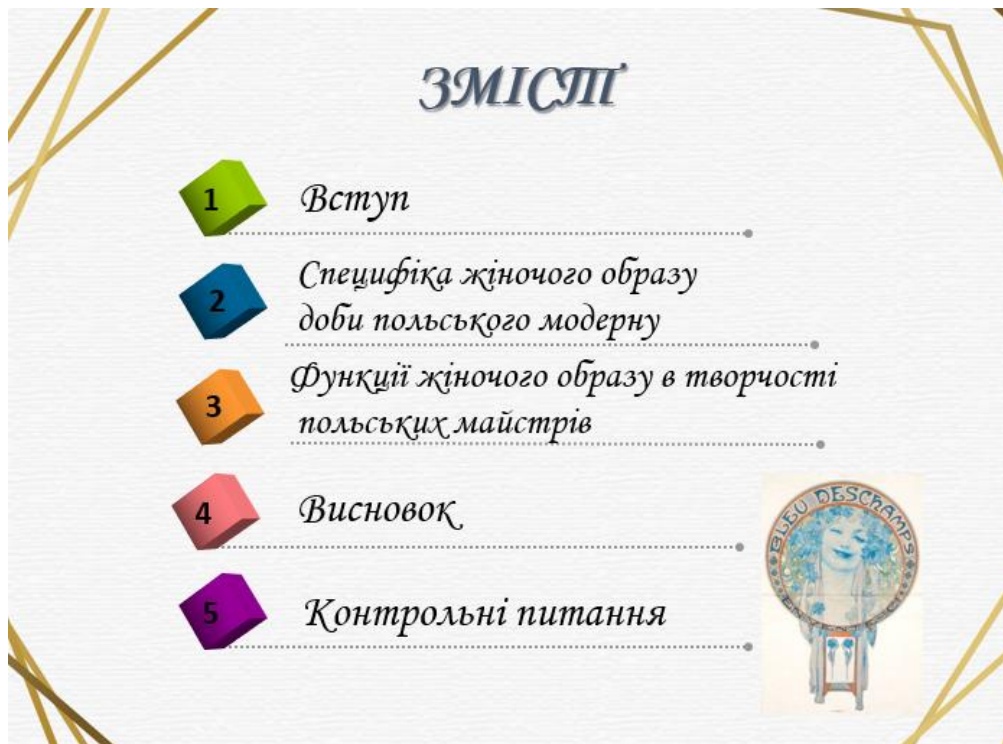 ЗМІСТ
1 Вступ
2 Специфіка жіночого образу
доби польського модерну
3 Функції жіночого образу в творчості
польських майстрів
4 Висновок
5 Контрольні питання
BLEU DESCHAMPS